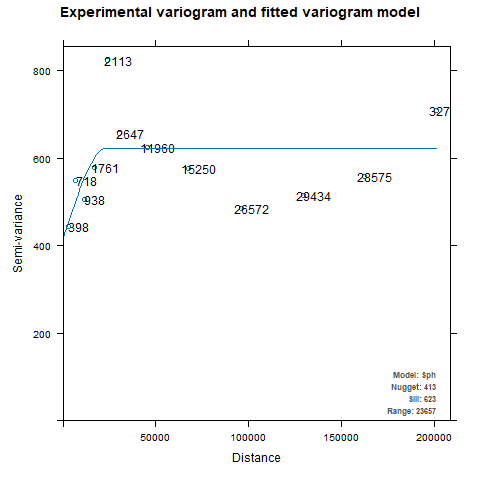 Experimental variogram and fitted variogram model
2113
800
327
2647
11960
600
1761
15250
28575
718
938
29434
26572
398
400
Semi-variance
200
Model: Sph
Nugget: 413
Sill: 623
Range: 23657
50000 100000 150000 200000
Distance